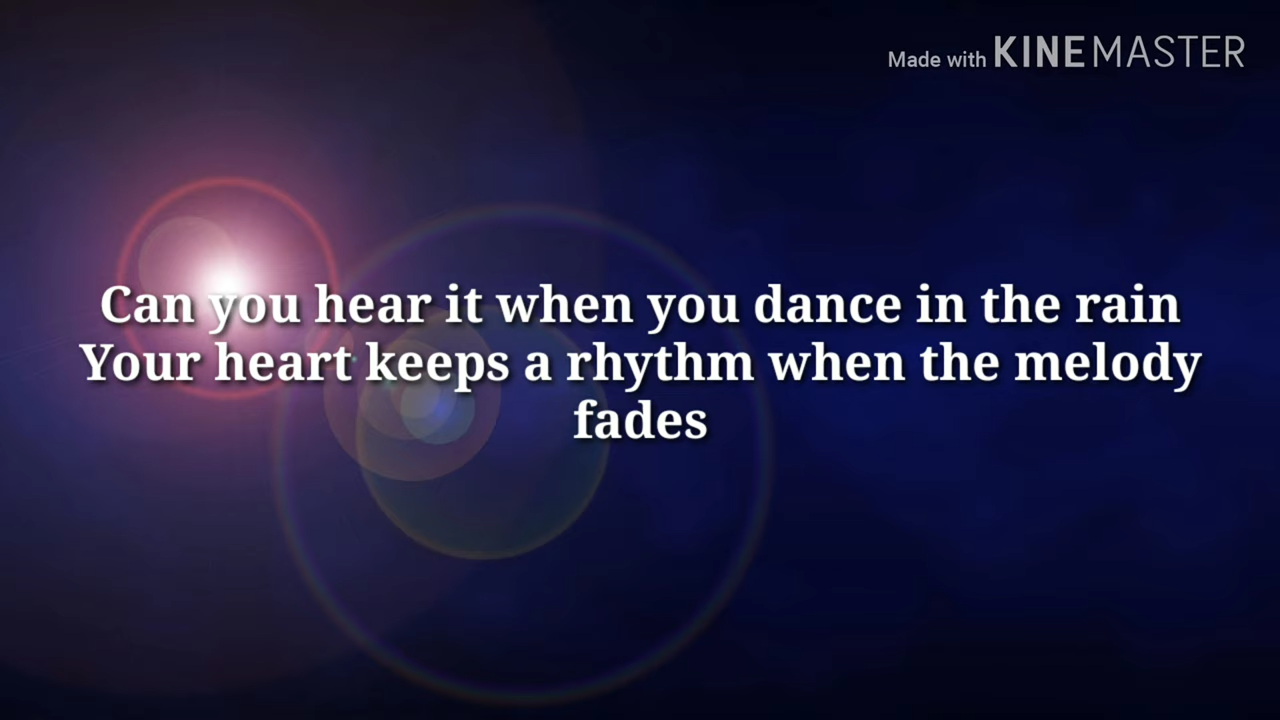 Made with KINEMASTER
Can you hear it when you dance in the rain
Your heart keeps a rhythm when the melody
fades